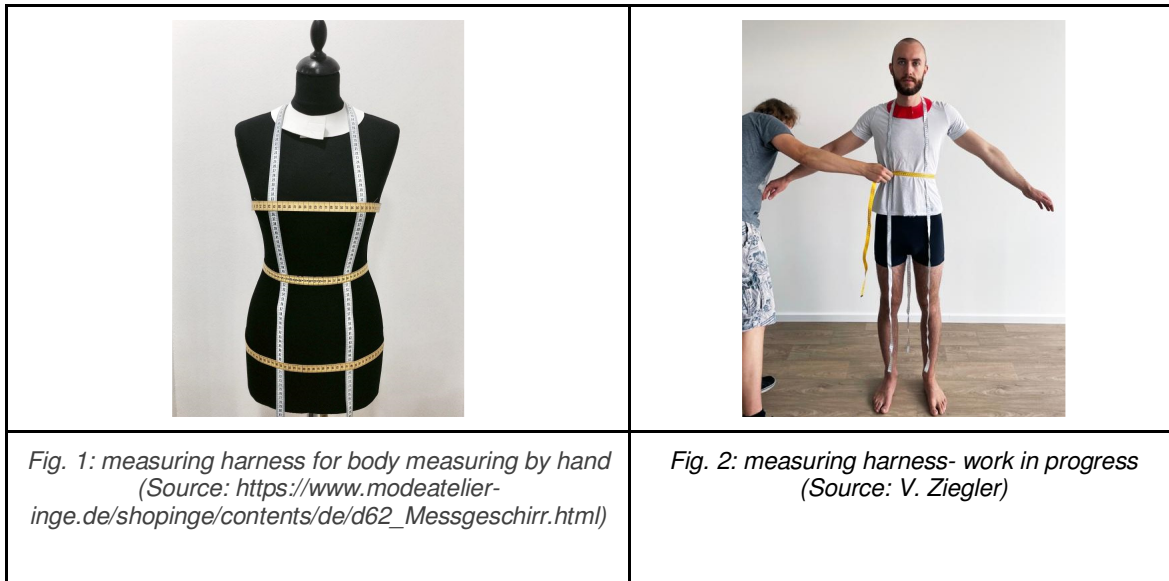 Fig. 1: measuring harness for body measuring by hand
(Source: https://www.modeatelier-
inge.de/shopinge/contents/de/d62_Messgeschirr.html)
Fig. 2: measuring harness- work in progress
(Source: V. Ziegler)